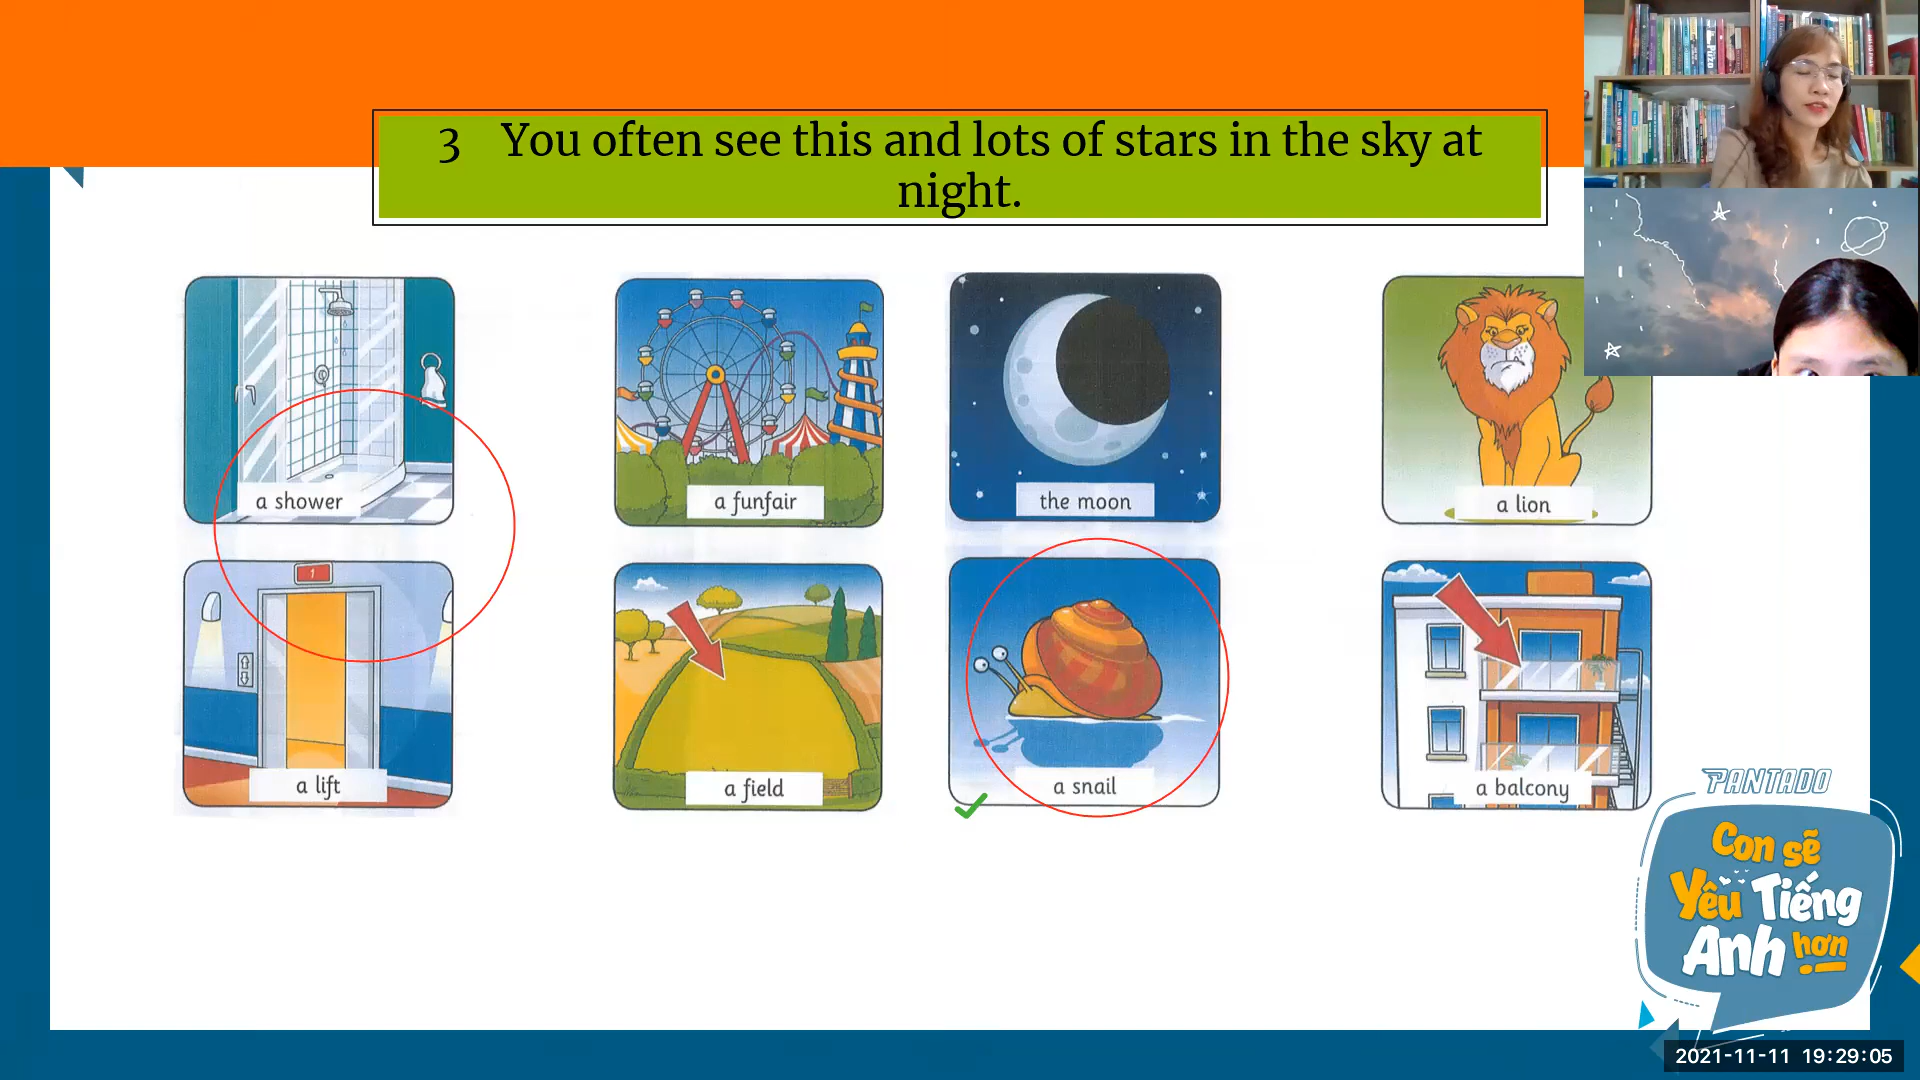 3 You often see this and lots of stars in the sky at
night.
a shower
a funfair
the moon
a lion
1
a lift
a field
a snail
a balcony
PANTADO
Con sẽ
Yêu Tiếng
Anh hơn
2021-11-11 19:29:05